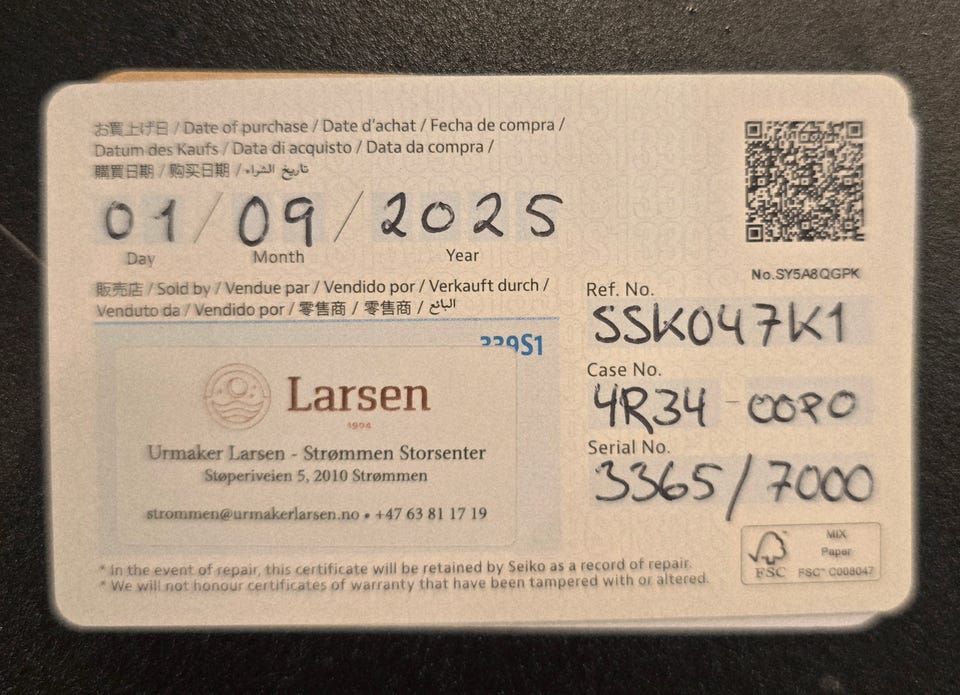 お買上げ日 / Date of purchase / Date d'achat / Fecha de compra /
Datum des Kaufs / Data di acquisto / Data da compra /
購買日期 / 购买日期 / تاريخ الشراء
01 / 09 / 2025
Day Month Year
販売店 / Sold by / Vendue par / Vendido por / Verkauft durch /
Venduto da / Vendido por / 零售商 / 零售商 / البائع
339S1
Larsen
1994
Urmaker Larsen - Strømmen Storsenter
Støperiveien 5, 2010 Strømmen
strommen@urmakerlarsen.no • +47 63 81 17 19
No.SY5A8QGPK
Ref. No.
SSK047K1
Case No.
4R34 -
Serial No.
3365/7000
* In the event of repair, this certificate will be retained by Seiko as a record of repair.
* We will not honour certificates of warranty that have been tampered with or altered.
MIX
Paper
FSC
FSC™ C008047